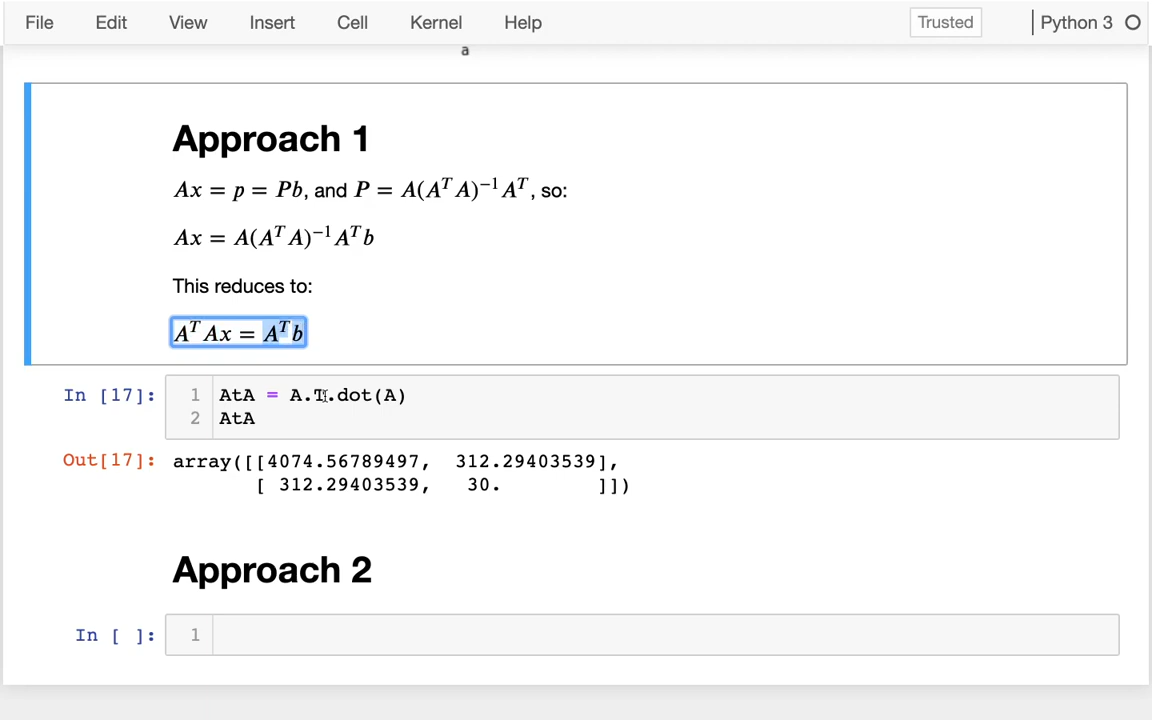 File Edit View Insert Cell Kernel Help Trusted Python 3
a
Approach 1
Ax = p = Pb, and P = A(AᵀA)⁻¹Aᵀ, so:
Ax = A(AᵀA)⁻¹Aᵀb
This reduces to:
AᵀAx = Aᵀb
In [17]: 1 AtA = A.T.dot(A)
2 AtA
Out[17]: array([[4074.56789497, 312.29403539],
[ 312.29403539, 30. ]])
Approach 2
In [ ]: 1